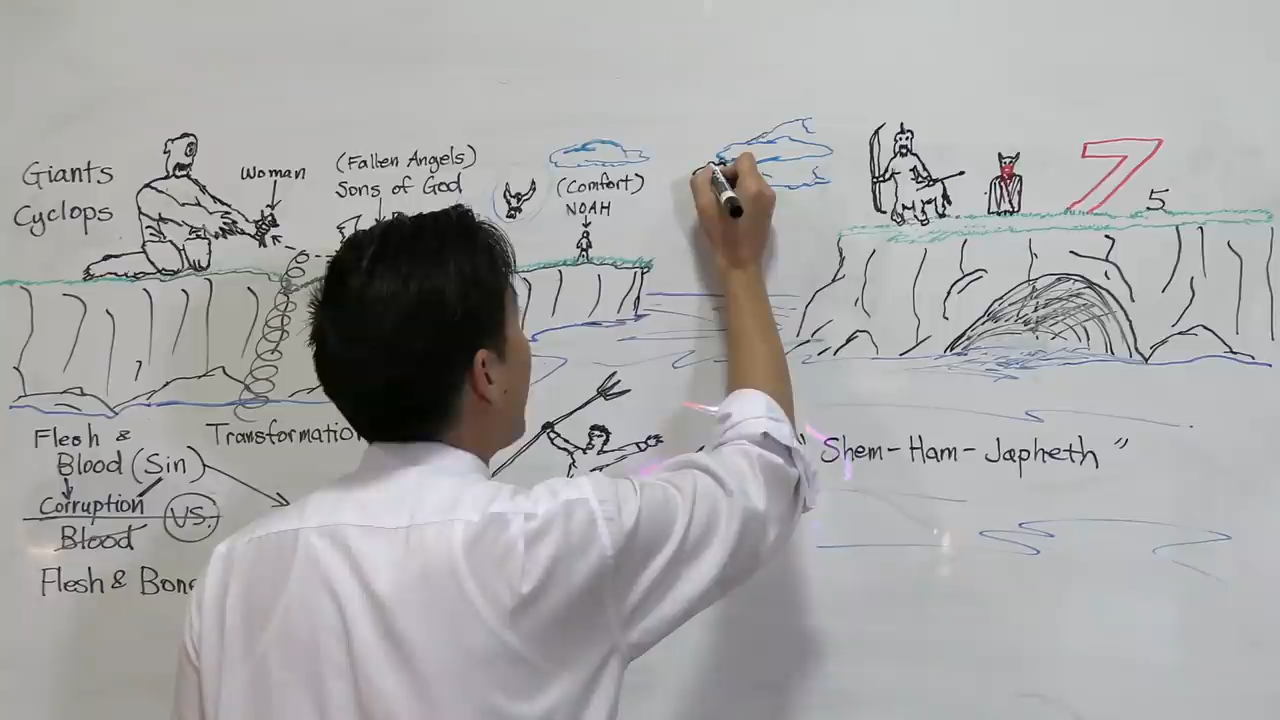 Giants
Cyclops
Woman
(Fallen Angels)
Sons of God
(Comfort)
NOAH
7
5
Flesh &
Blood (Sin)
Corruption
Blood
VS.
Flesh & Bone
Transformation
"Shem-Ham-Japheth"